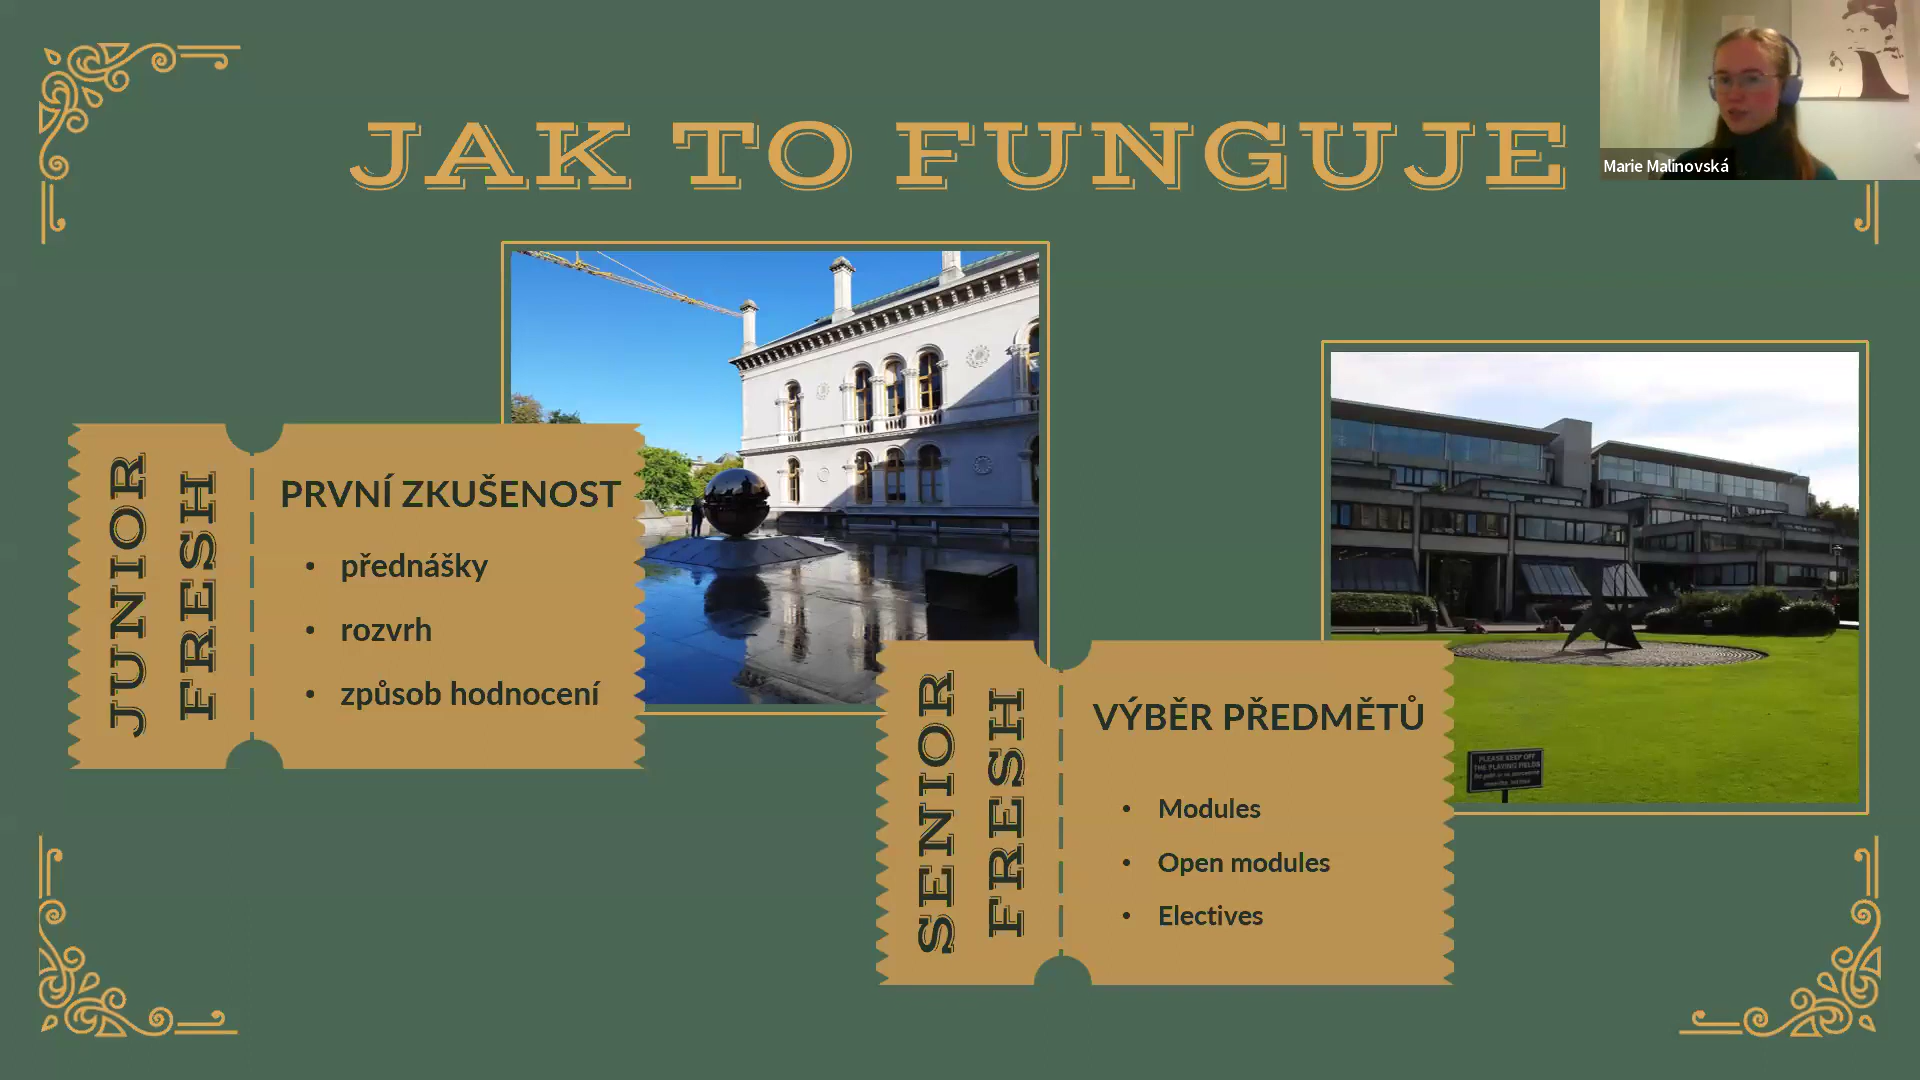 JAK TO FUNGUJE
Marie Malinovská
JUNIOR
FRESH
PRVNÍ ZKUŠENOST
• přednášky
• rozvrh
• způsob hodnocení
SENIOR
FRESH
VÝBĚR PŘEDMĚTŮ
• Modules
• Open modules
• Electives
PLEASE KEEP OFF
THE PLAYING FIELDS